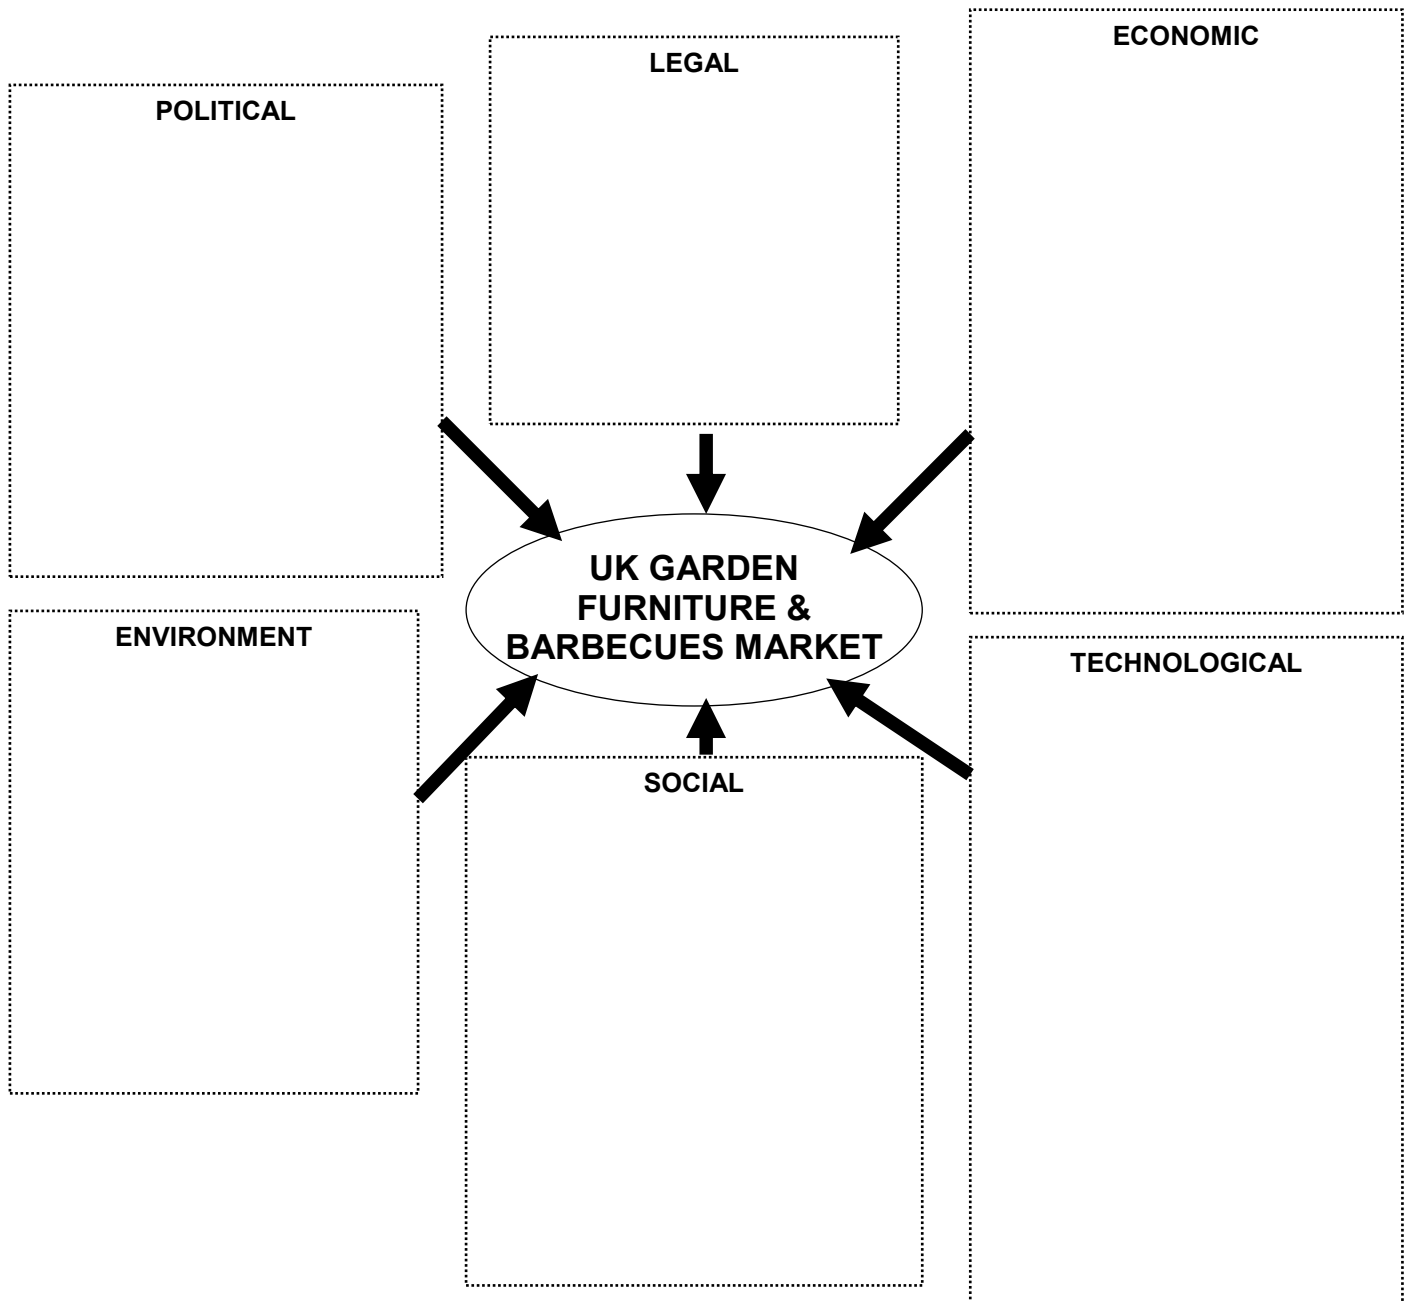 POLITICAL
LEGAL
ECONOMIC
UK GARDEN
FURNITURE &
BARBECUES MARKET
ENVIRONMENT
SOCIAL
TECHNOLOGICAL